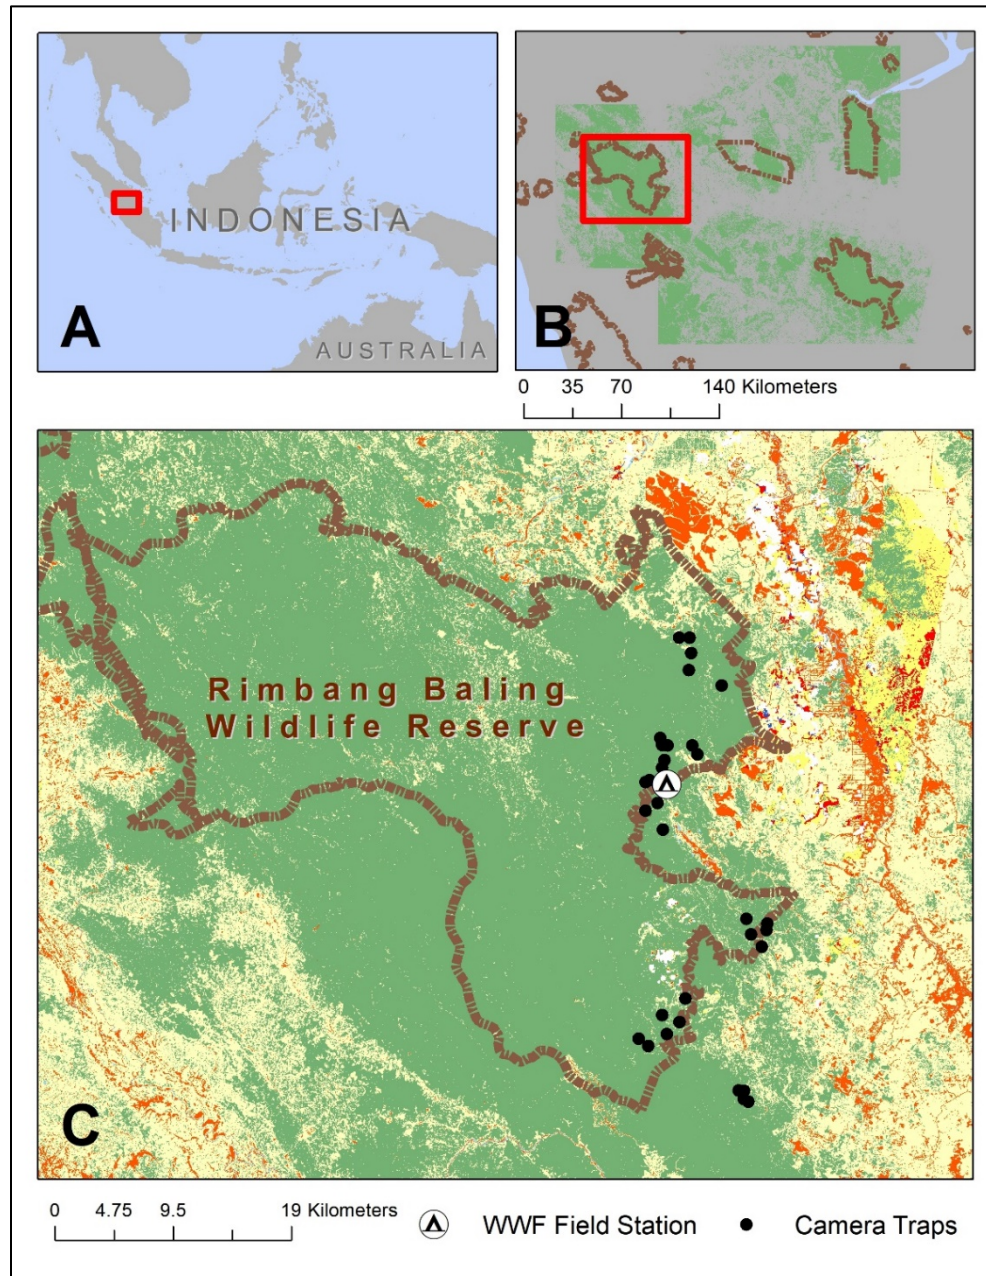 INDONESIA
AUSTRALIA
A
B
0 35 70 140 Kilometers
Rimbang Baling
Wildlife Reserve
C
0 4.75 9.5 19 Kilometers
WWF Field Station
Camera Traps